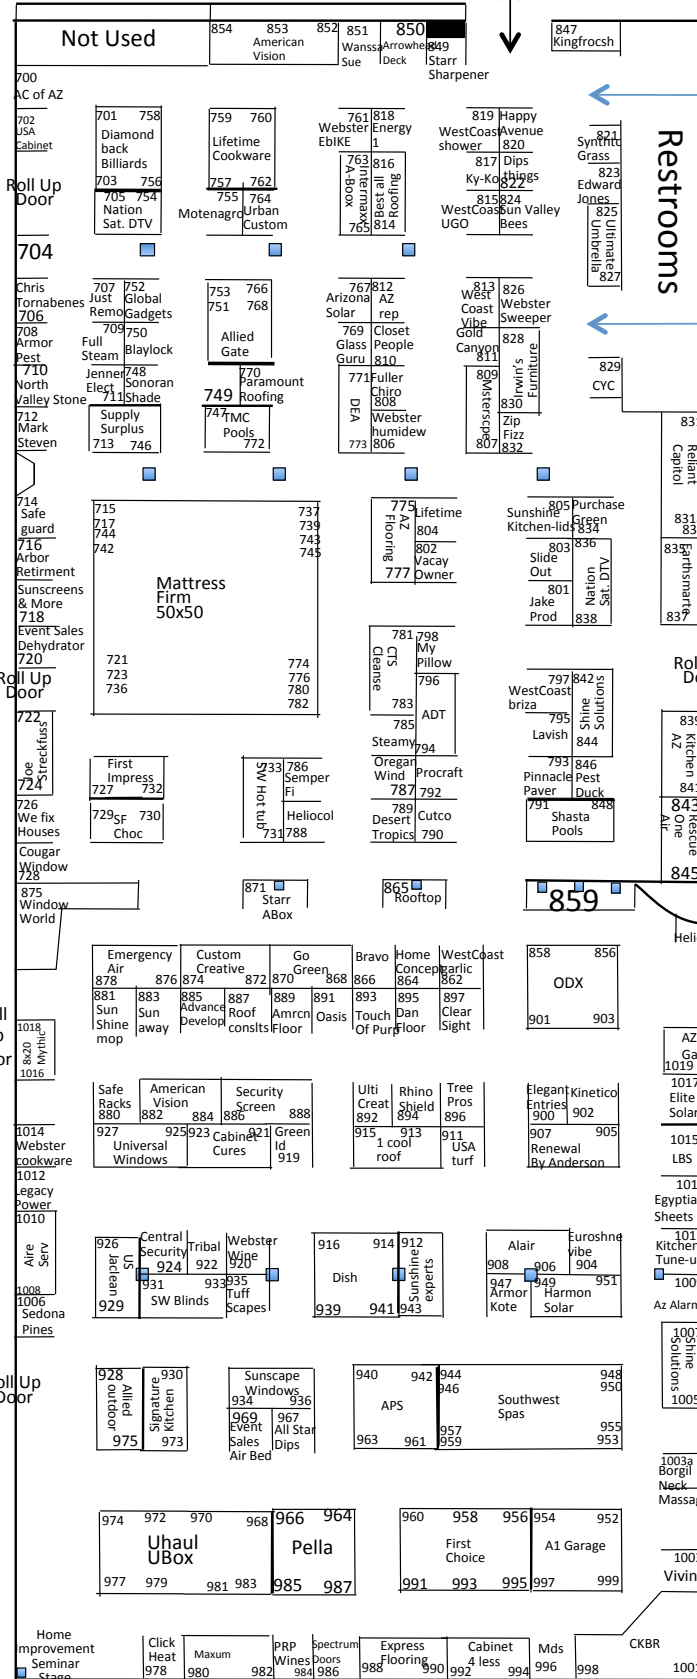 Not Used
854 853 852
American
Vision
851
Wanssa
Sue
850
Arrowhead
Deck
849
Starr
Sharpener
847
Kingfrocsh
700
AC of AZ
702
USA
Cabinet
Roll Up
Door
704
701 758
Diamond
back
Billiards
703 756
705 754
Nation
Sat. DTV
759 760
Lifetime
Cookware
757 762
755 764
Motenagro
Urban
Custom
761 818
Webster
EbIKE
Energy
1
763
Intermaxx
A-Boox
765
816
all Best
Roofing
814
819
WestCoast
shower
Happy
Avenue
820
817
Ky-Ko
Dips
things
822
815 824
WestCoast
UGO
Sun Valley
Bees
821
Synthtc
Grass
823
Edward
Jones
825
Ultimate
Umbrella
827
Restrooms
Chris
Tornabenes
706
708
Armor
Pest
710
North
Valley Stone
712
Mark
Steven
707 752
Just
Remo
Global
Gadgets
709 750
Full
Steam
Blaylock
Jenner
Elect
711
748
Sonoran
Shade
Supply
Surplus
713 746
753 766
751 768
Allied
Gate
749
770
Paramount
Roofing
747
TMC
Pools
772
767 812
Arizona
Solar
AZ
rep
769
Glass
Guru
Closet
People
810
771
DEA
773
Fuller
Chiro
808
Webster
humidew
806
813
West
Coast
Vibe
826
Webster
Sweeper
Gold
Canyon
811
828
Irwin's
Furniture
830
809
Misterscpe
807
Zip
Fizz
832
829
CYC
Reliant
Capitol
831
835
Earthsmarte
837
714
Safe
guard
716
Arbor
Retirment
Sunscreens
& More
718
Event Sales
Dehydrator
720
Roll Up
Door
715 737
717 739
744 743
742 745
Mattress
Firm
50x50
721 774
723 776
736 780
782
775
AZ
Flooring
777
Lifetime
804
802
Vacay
Owner
805
Sunshine
Kitchen-lids
Purchase
Green
834
803
Slide
Out
801
Jake
Prod
836
Nation
Sat. DTV
838
781
CTS
Cleanse
783
798
My
Pillow
796
ADT
794
785
Steamy
Oregan
Wind
787
Procraft
792
789
Desert
Tropics
Cutco
790
797
WestCoast
briza
842
Shine
Solutions
844
795
Lavish
793
Pinnacle
Paver
846
Pest
Duck
791 848
Shasta
Pools
839
Kitchen
AZ
841
843
Rescue
One
Air
845
722
Joe
Streckfuss
724
726
We fix
Houses
Cougar
Window
728
875
Window
World
First
Impress
727 732
729 730
SF
Choc
733
SW Hot tub
731
786
Semper
Fi
Heliocol
788
871
Starr
ABox
865
Rooftop
859
Emergency
Air
878 876
Custom
Creative
874 872
Go
Green
870 868
Bravo
866
Home
Concept
864
WestCoast
garlic
862
881
Sun
Shine
mop
883
Sun
away
885
Advance
Develop
887
Roof
conslts
889
Amrcn
Floor
891
Oasis
893
Touch
Of Purp
895
Dan
Floor
897
Clear
Sight
858 856
ODX
901 903
1018
8x20
Mythic
1016
1014
Webster
cookware
1012
Legacy
Power
1010
Aire
Serv
1008
1006
Sedona
Pines
Safe
Racks
880
American
Vision
882 884
Security
Screen
886 888
927 925
Universal
Windows
923 921
Cabinet
Cures
Green
Id
919
Ulti
Creat
892
Rhino
Shield
894
Tree
Pros
896
915 913
1 cool
roof
911
USA
turf
Elegant
Entries
900
Kinetico
902
907 905
Renewal
By Anderson
1019
1017
Elite
Solar
1015
LBS
Sheets
926
US
Jaclean
929
Central
Security
924
Tribal
922
Webster
Wine
920
931 933
SW Blinds
935
Tuff
Scapes
916 914
Dish
939 941
912
Sunshine
experts
943
Alair
908 906
Euroshne
vibe
904
947
Armor
Kote
949 951
Harmon
Solar
1007
Shine
Solutions
1005
928
Allied
outdoor
975
930
Signature
Kitchen
973
Sunscape
Windows
934 936
969
Event
Sales
Air Bed
967
All Star
Dips
940 942
APS
963 961
944 948
946 950
Southwest
Spas
957 955
959 953
1003a
Borgil
Neck
974 972 970 968
Uhaul
UBox
977 979 981 983
966 964
Pella
985 987
960 958 956
First
Choice
991 993 995
954 952
A1 Garage
997 999
Home
Improvement
Seminar
Stage
Click
Heat
978
Maxum
980 982
PRP
Wines
984
Spectrum
Doors
986
Express
Flooring
988 990
Cabinet
4 less
992 994
Mds
996
CKBR
998